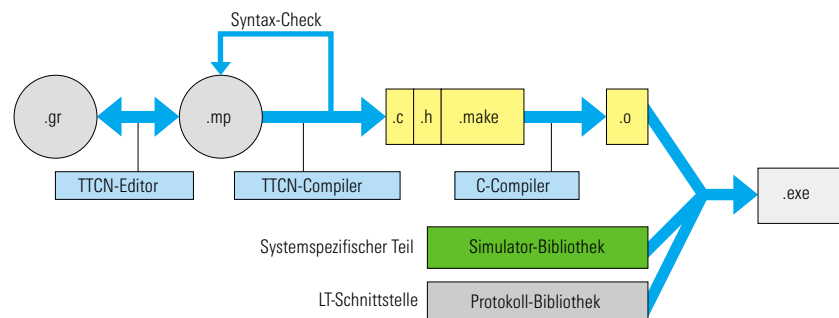 Syntax-Check
.gr
.mp
.c
.h
.make
.o
TTCN-Editor
TTCN-Compiler
C-Compiler
.exe
Systemspezifischer Teil
Simulator-Bibliothek
LT-Schnittstelle
Protokoll-Bibliothek